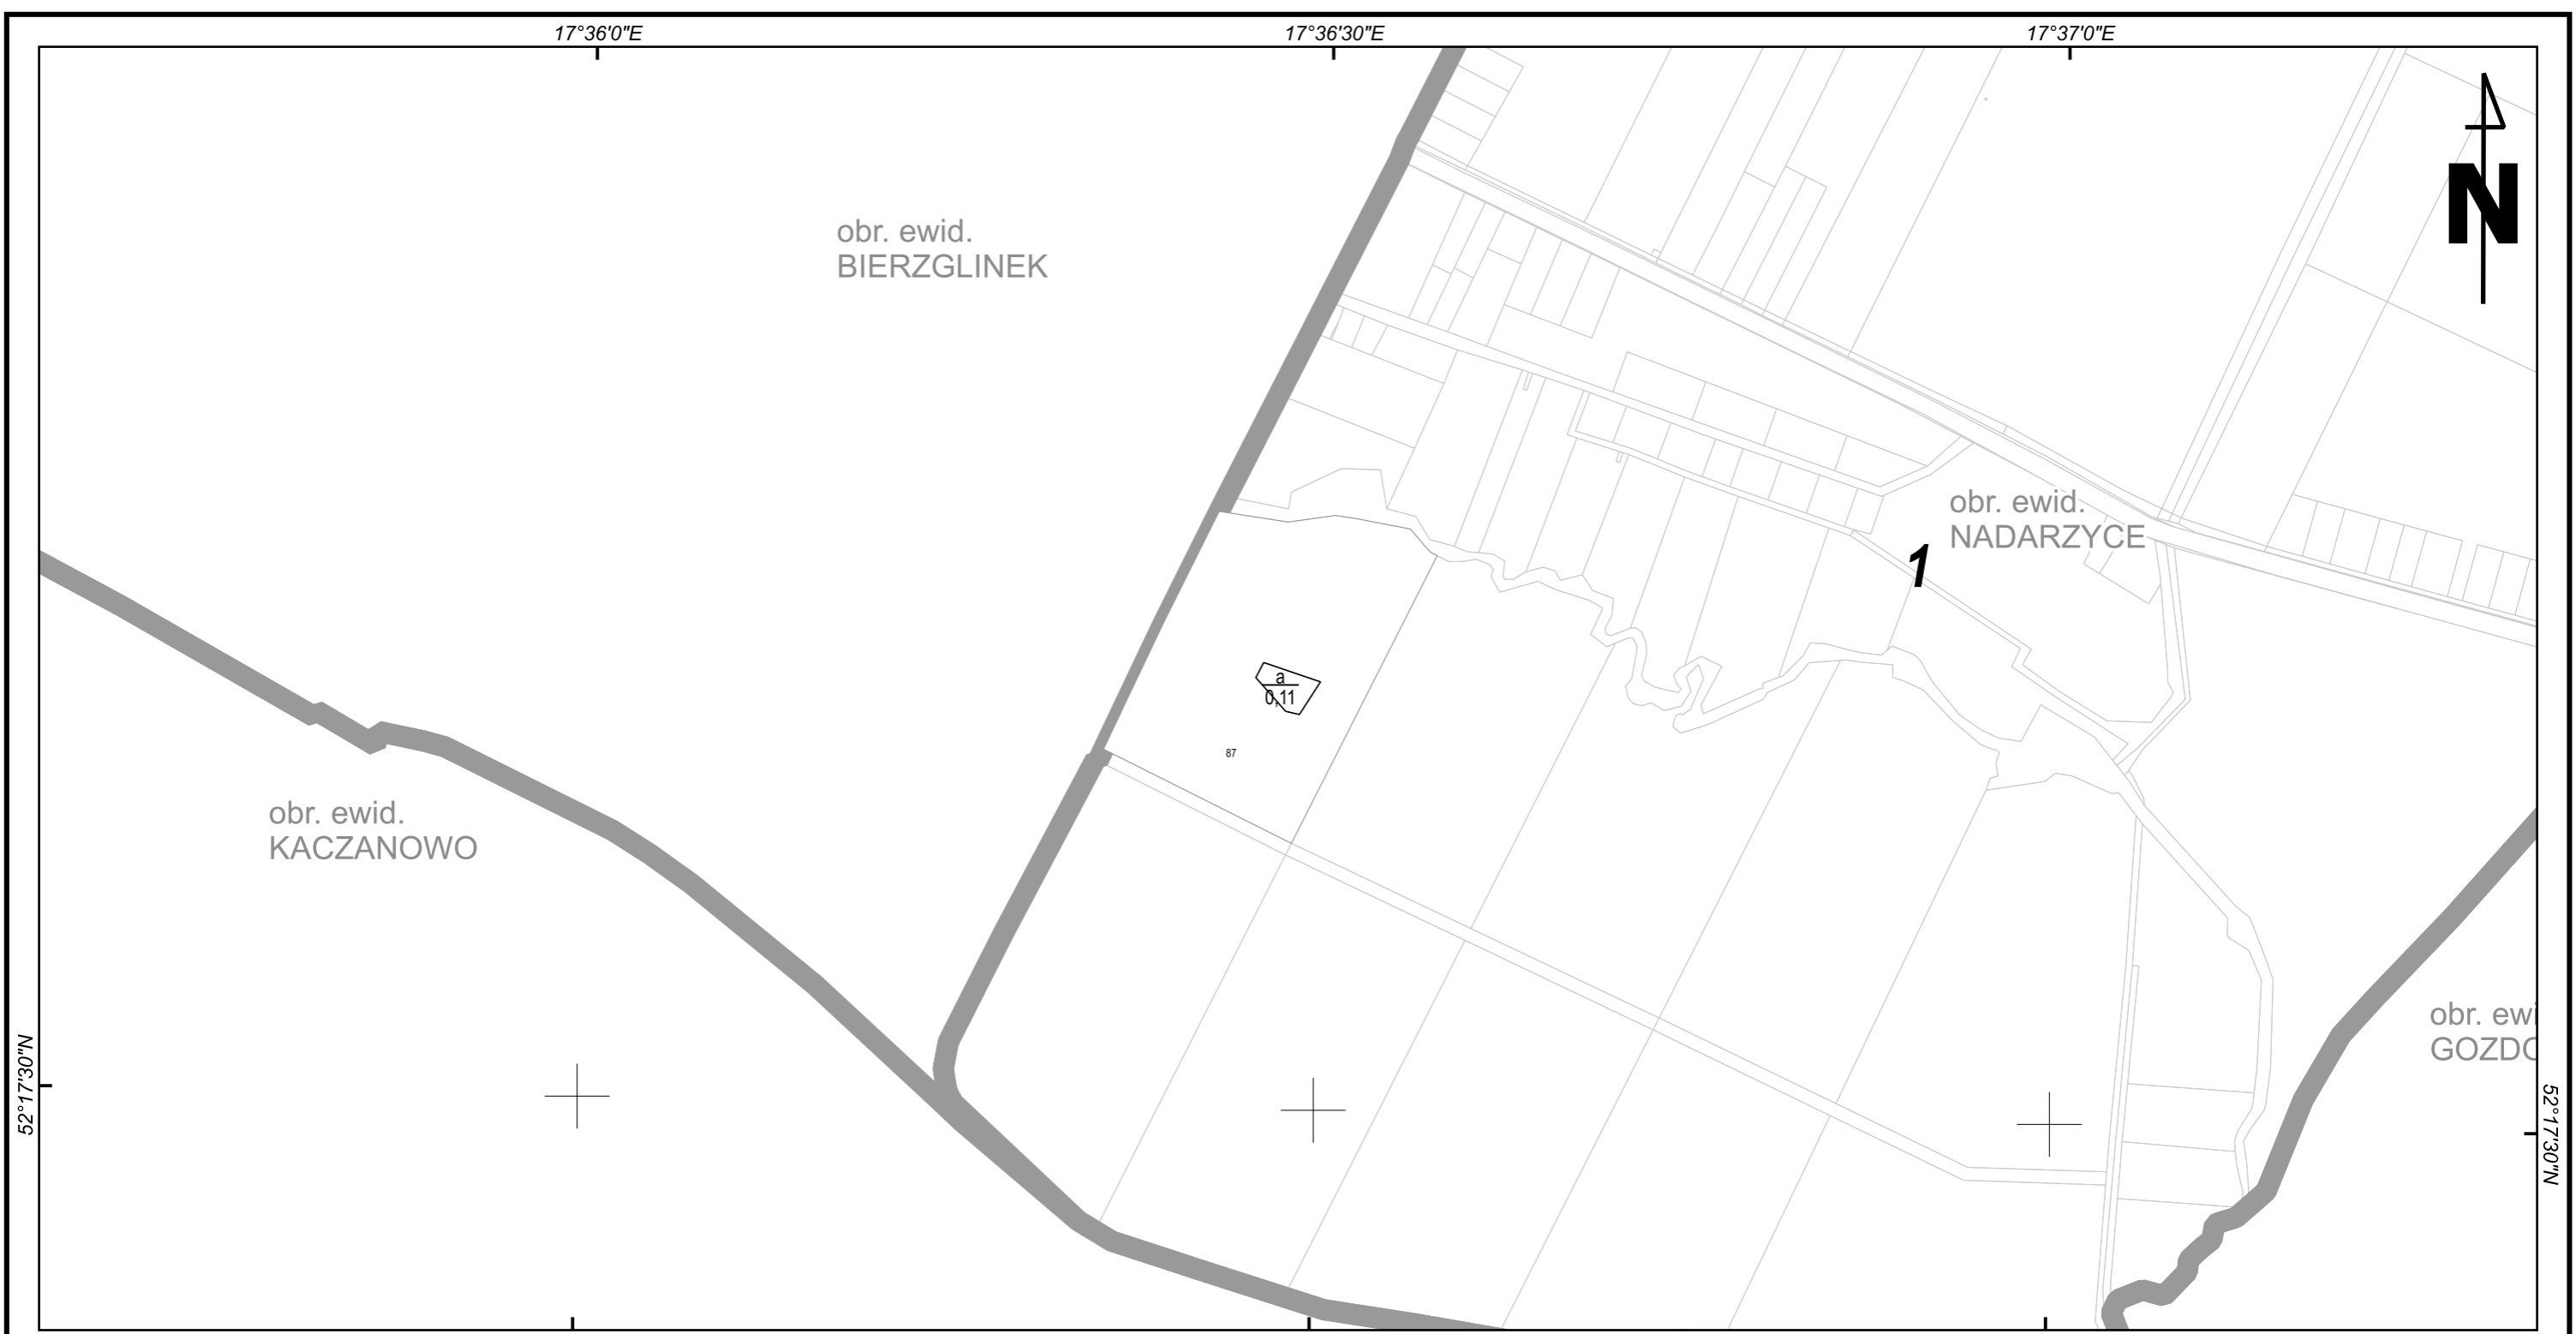 17°36'0"E
17°36'30"E
17°37'0"E
N
obr. ewid.
BIERZGLINEK
obr. ewid.
NADARZYCE
1
a
0,11
87
obr. ewid.
KACZANOWO
obr. ewi
GOZDO
52°17'30"N
52°17'30"N